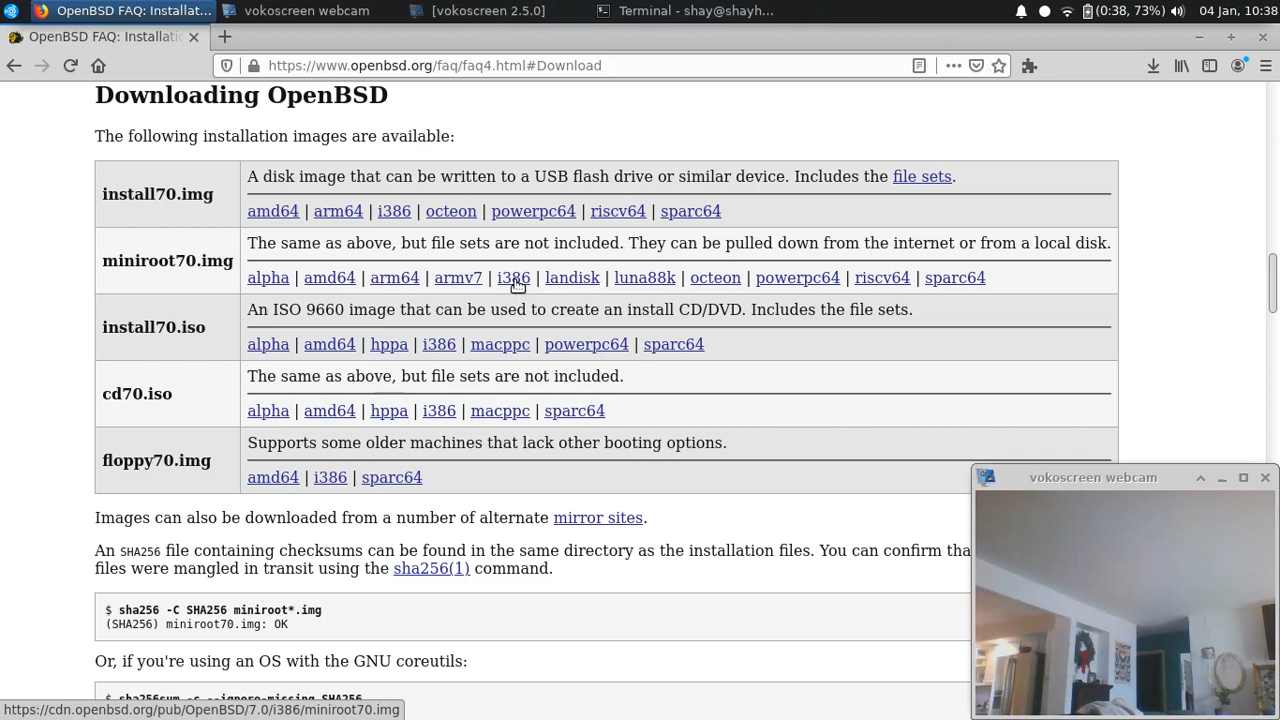 OpenBSD FAQ: Installat... vokoscreen webcam [vokoscreen 2.5.0] Terminal - shay@shayh... (0:38, 73%) 04 Jan, 10:38
OpenBSD FAQ: Installati
https://www.openbsd.org/faq/faq4.html#Download
Downloading OpenBSD
The following installation images are available:
install70.img
A disk image that can be written to a USB flash drive or similar device. Includes the file sets.
amd64 | arm64 | i386 | octeon | powerpc64 | riscv64 | sparc64
miniroot70.img
The same as above, but file sets are not included. They can be pulled down from the internet or from a local disk.
alpha | amd64 | arm64 | armv7 | i386 | landisk | luna88k | octeon | powerpc64 | riscv64 | sparc64
install70.iso
An ISO 9660 image that can be used to create an install CD/DVD. Includes the file sets.
alpha | amd64 | hppa | i386 | macppc | powerpc64 | sparc64
cd70.iso
The same as above, but file sets are not included.
alpha | amd64 | hppa | i386 | macppc | sparc64
floppy70.img
Supports some older machines that lack other booting options.
amd64 | i386 | sparc64
Images can also be downloaded from a number of alternate mirror sites.
An SHA256 file containing checksums can be found in the same directory as the installation files. You can confirm tha
files were mangled in transit using the sha256(1) command.
$ sha256 -C SHA256 miniroot*.img
(SHA256) miniroot70.img: OK
Or, if you're using an OS with the GNU coreutils:
$ sha256sum -c --ignore-missing SHA256
https://cdn.openbsd.org/pub/OpenBSD/7.0/i386/miniroot70.img
vokoscreen webcam